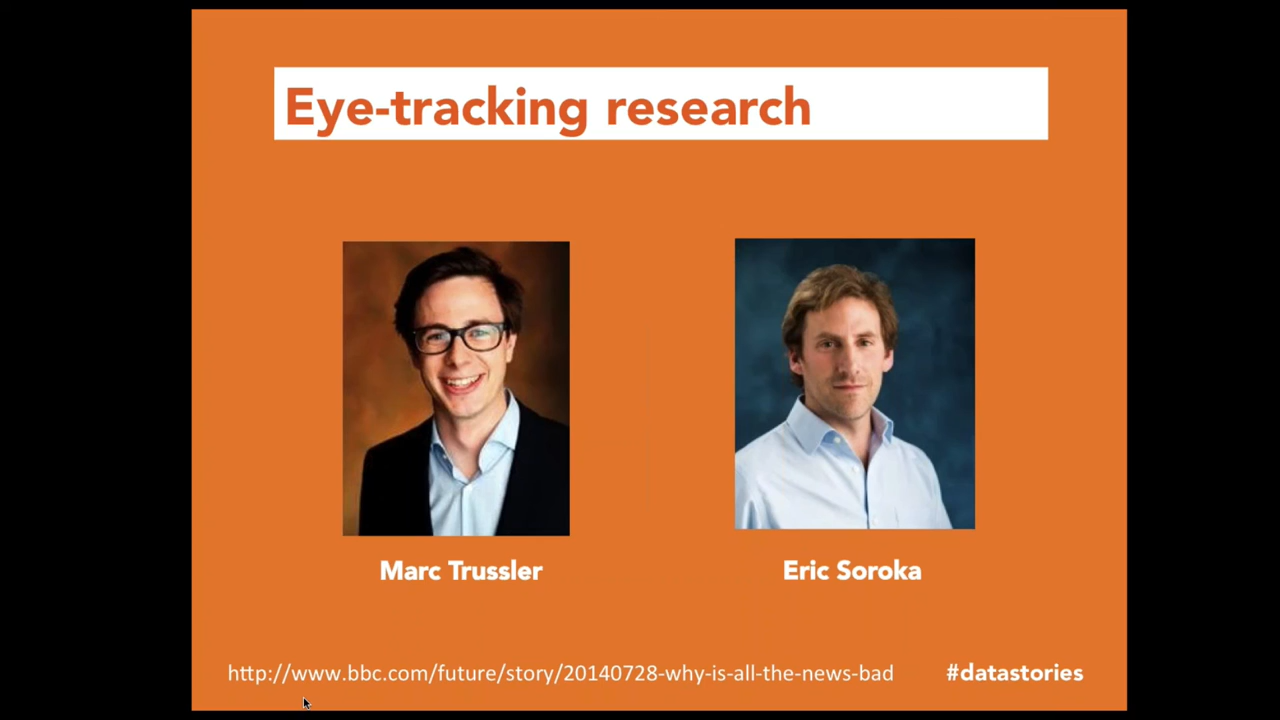 Eye-tracking research
Marc Trussler
Eric Soroka
http://www.bbc.com/future/story/20140728-why-is-all-the-news-bad
#datastories